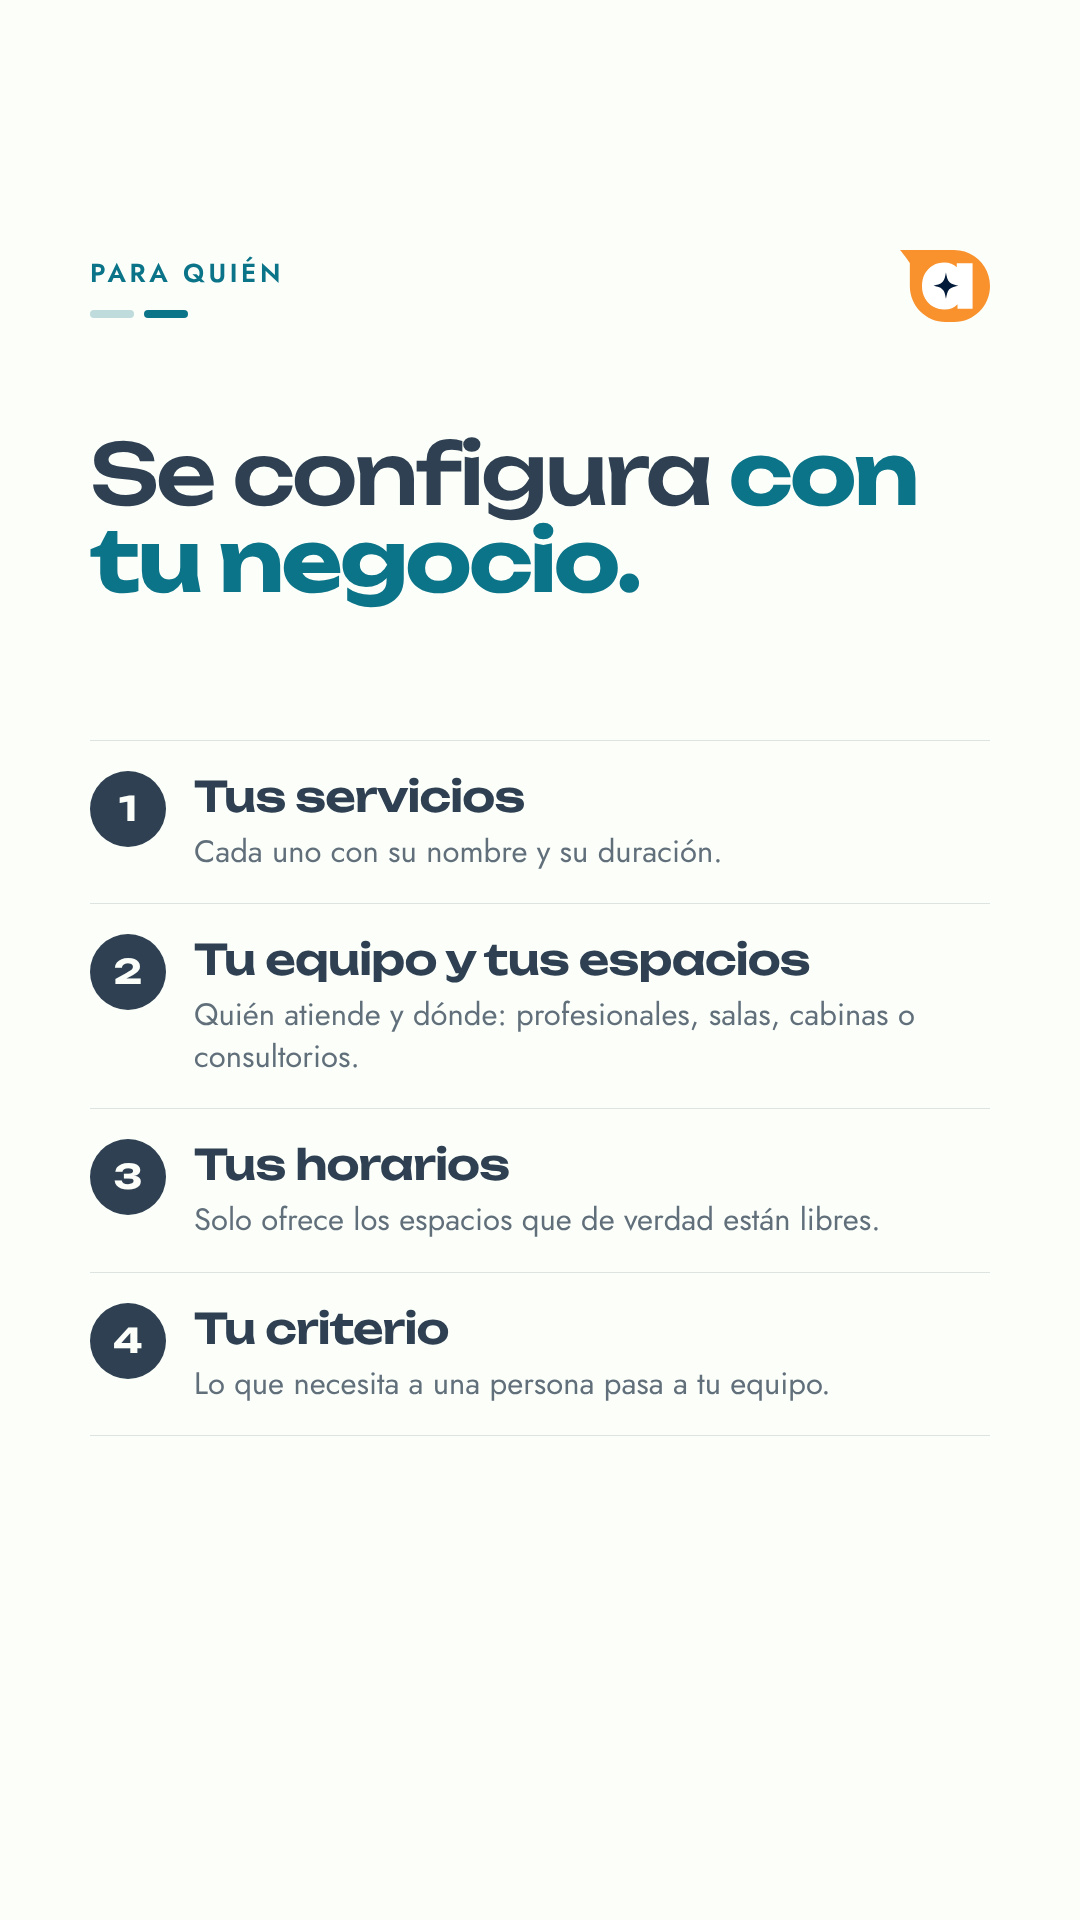 PARA QUIÉN
a
Se configura con
tu negocio.
1
Tus servicios
Cada uno con su nombre y su duración.
2
Tu equipo y tus espacios
Quién atiende y dónde: profesionales, salas, cabinas o
consultorios.
3
Tus horarios
Solo ofrece los espacios que de verdad están libres.
4
Tu criterio
Lo que necesita a una persona pasa a tu equipo.